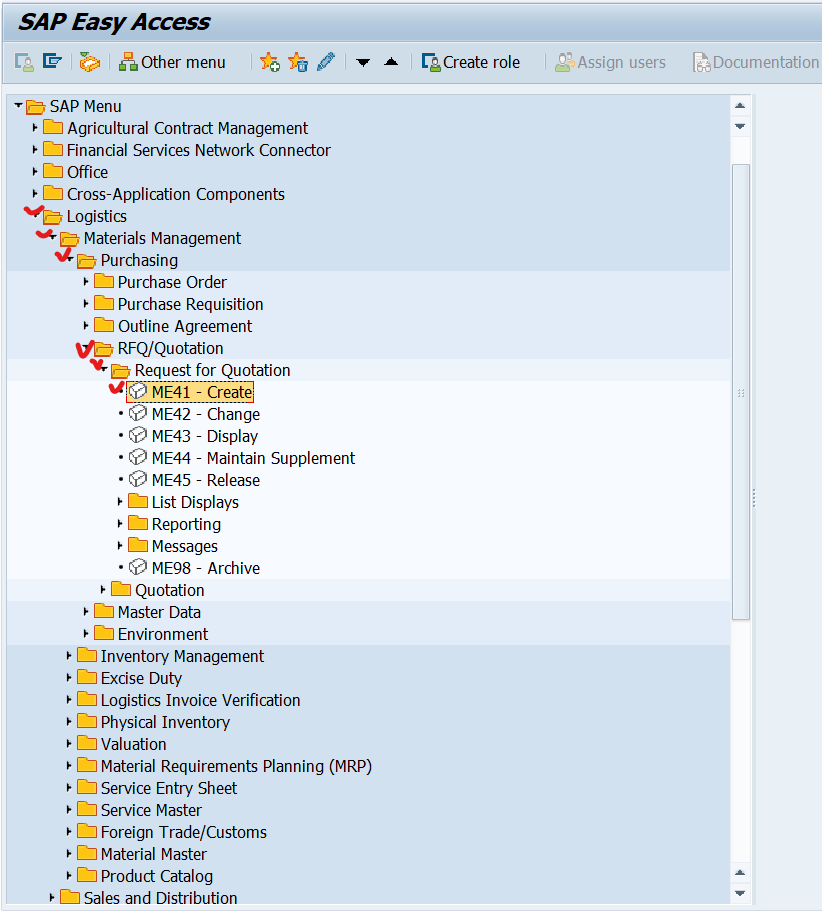 SAP Easy Access
Other menu Create role Assign users Documentation
SAP Menu
Agricultural Contract Management
Financial Services Network Connector
Office
Cross-Application Components
Logistics
Materials Management
Purchasing
Purchase Order
Purchase Requisition
Outline Agreement
RFQ/Quotation
Request for Quotation
ME41 - Create
ME42 - Change
ME43 - Display
ME44 - Maintain Supplement
ME45 - Release
List Displays
Reporting
Messages
ME98 - Archive
Quotation
Master Data
Environment
Inventory Management
Excise Duty
Logistics Invoice Verification
Physical Inventory
Valuation
Material Requirements Planning (MRP)
Service Entry Sheet
Service Master
Foreign Trade/Customs
Material Master
Product Catalog
Sales and Distribution